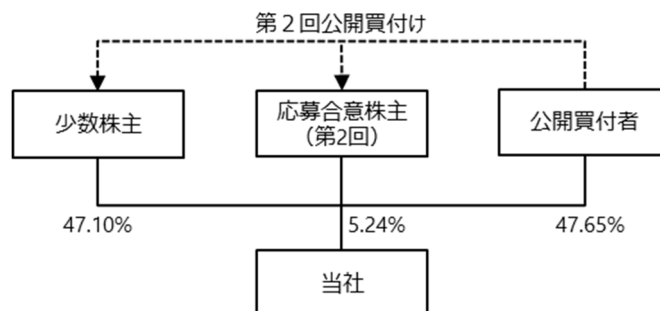 第２回公開買付け
少数株主
応募合意株主
（第2回）
公開買付者
47.10%
5.24%
47.65%
当社